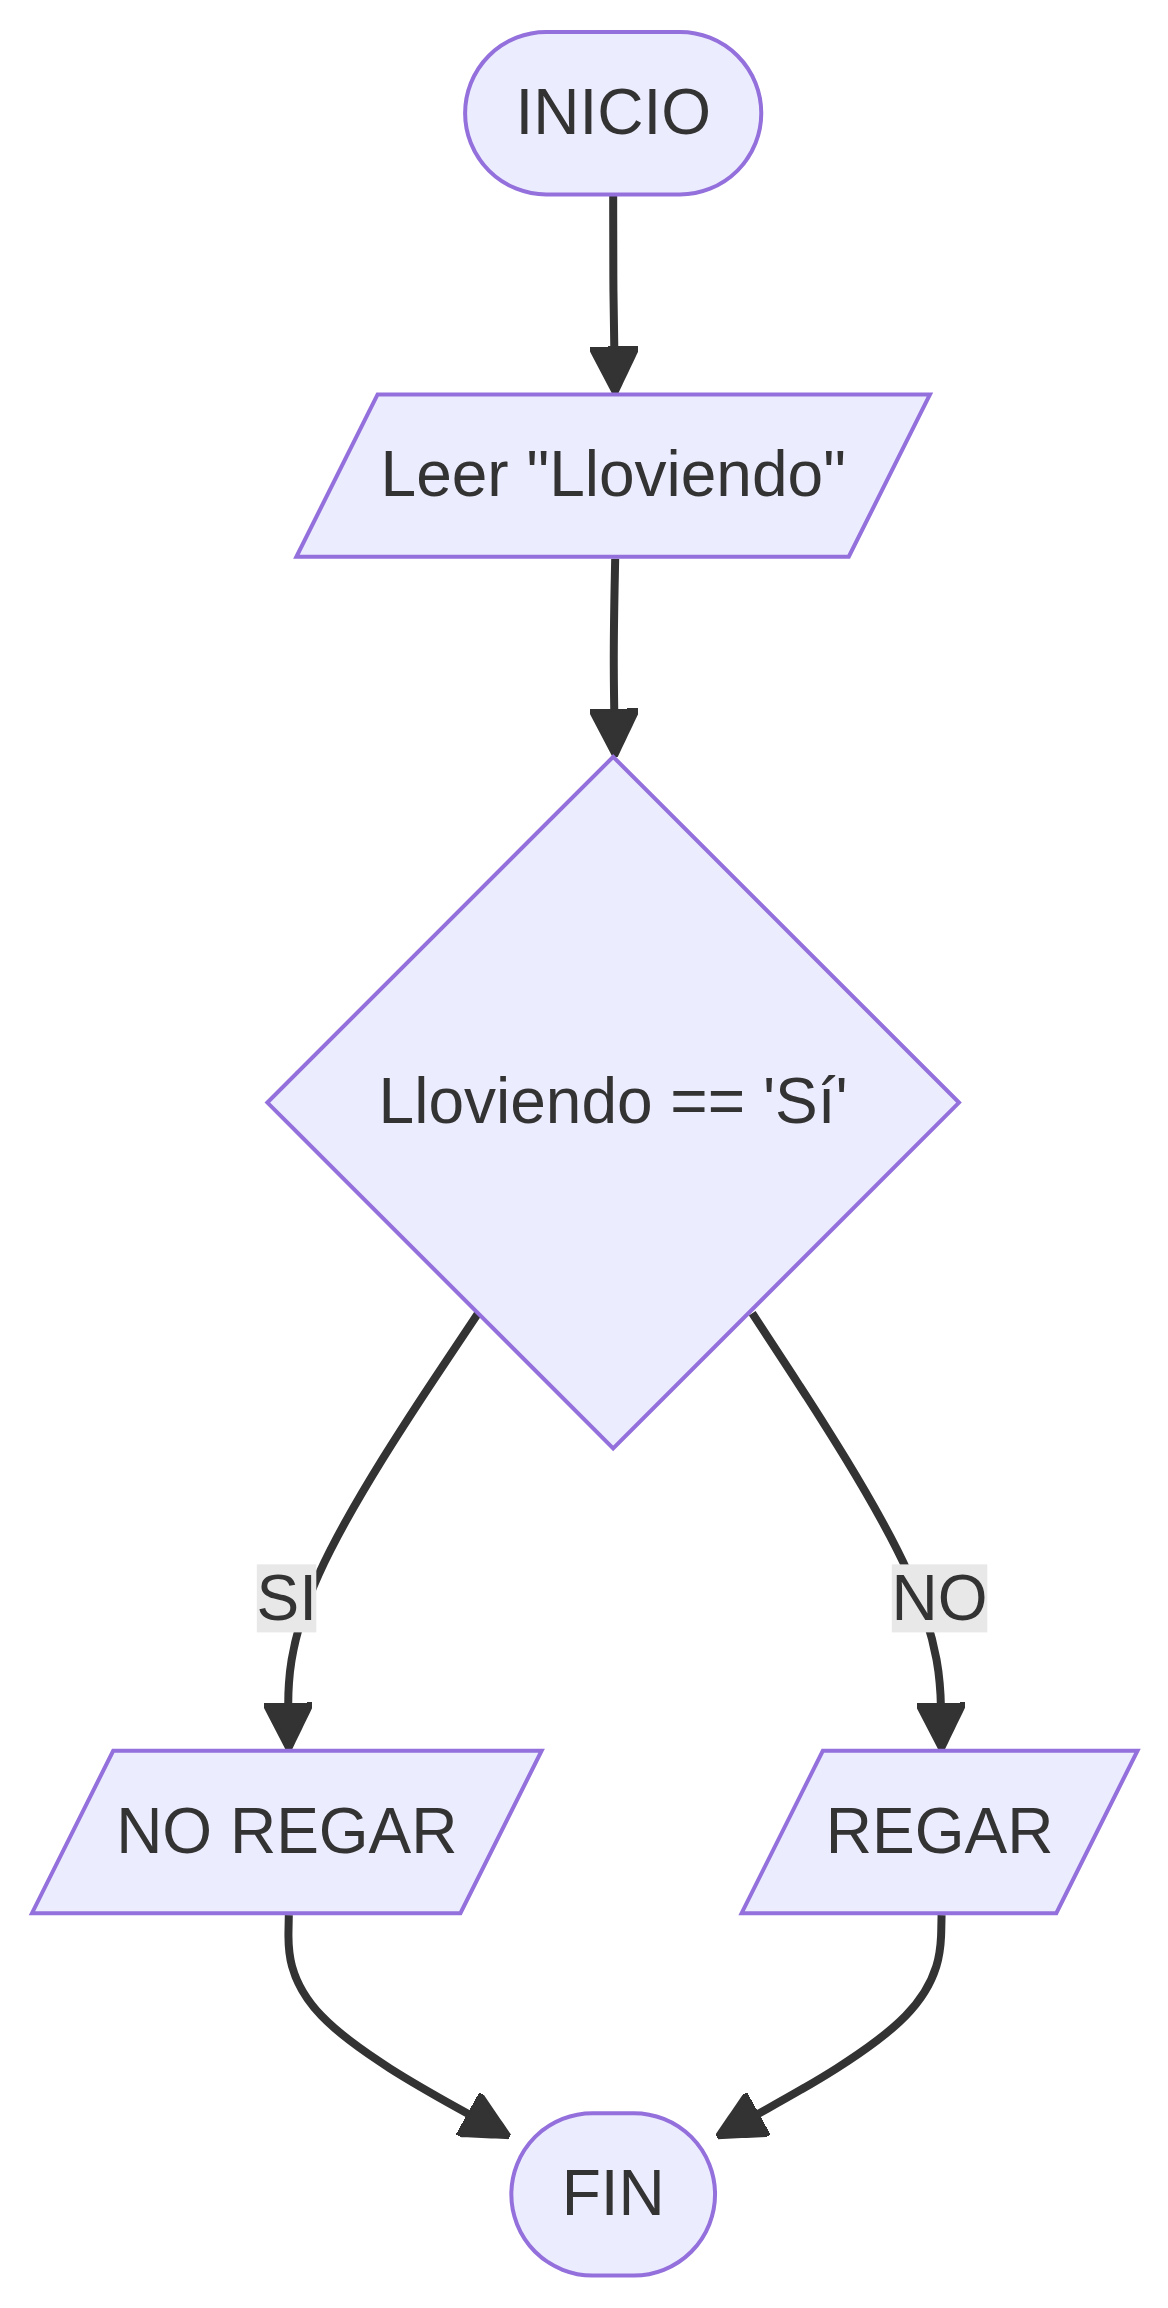 INICIO
Leer "Lloviendo"
Lloviendo == 'Sí'
SI
NO
NO REGAR
REGAR
FIN